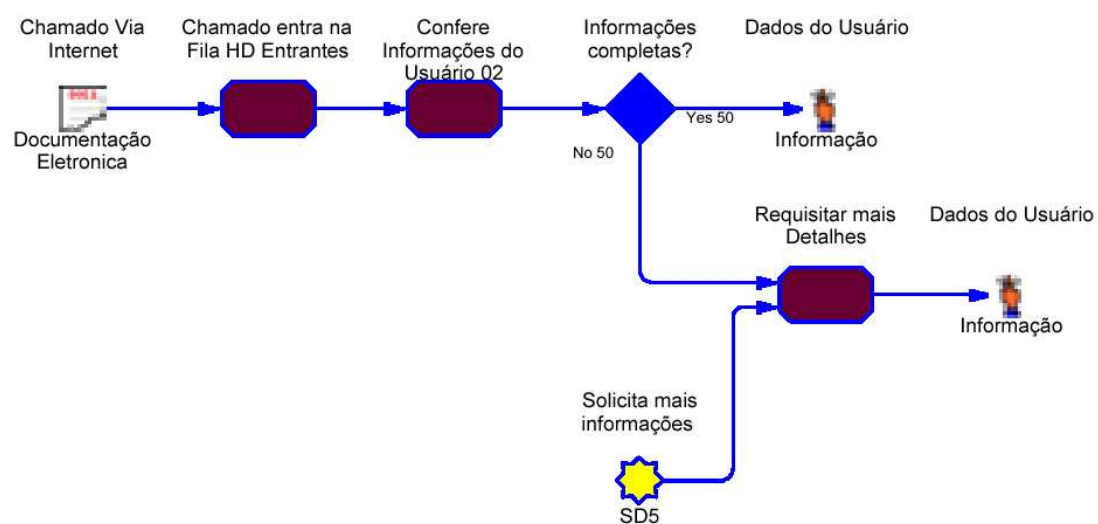 Chamado Via
Internet
Chamado entra na
Fila HD Entrantes
Confere
Informações do
Usuário 02
Informações
completas?
Dados do Usuário
Documentação
Eletronica
Yes 50
Informação
No 50
Requisitar mais
Detalhes
Dados do Usuário
Informação
Solicita mais
informações
SD5